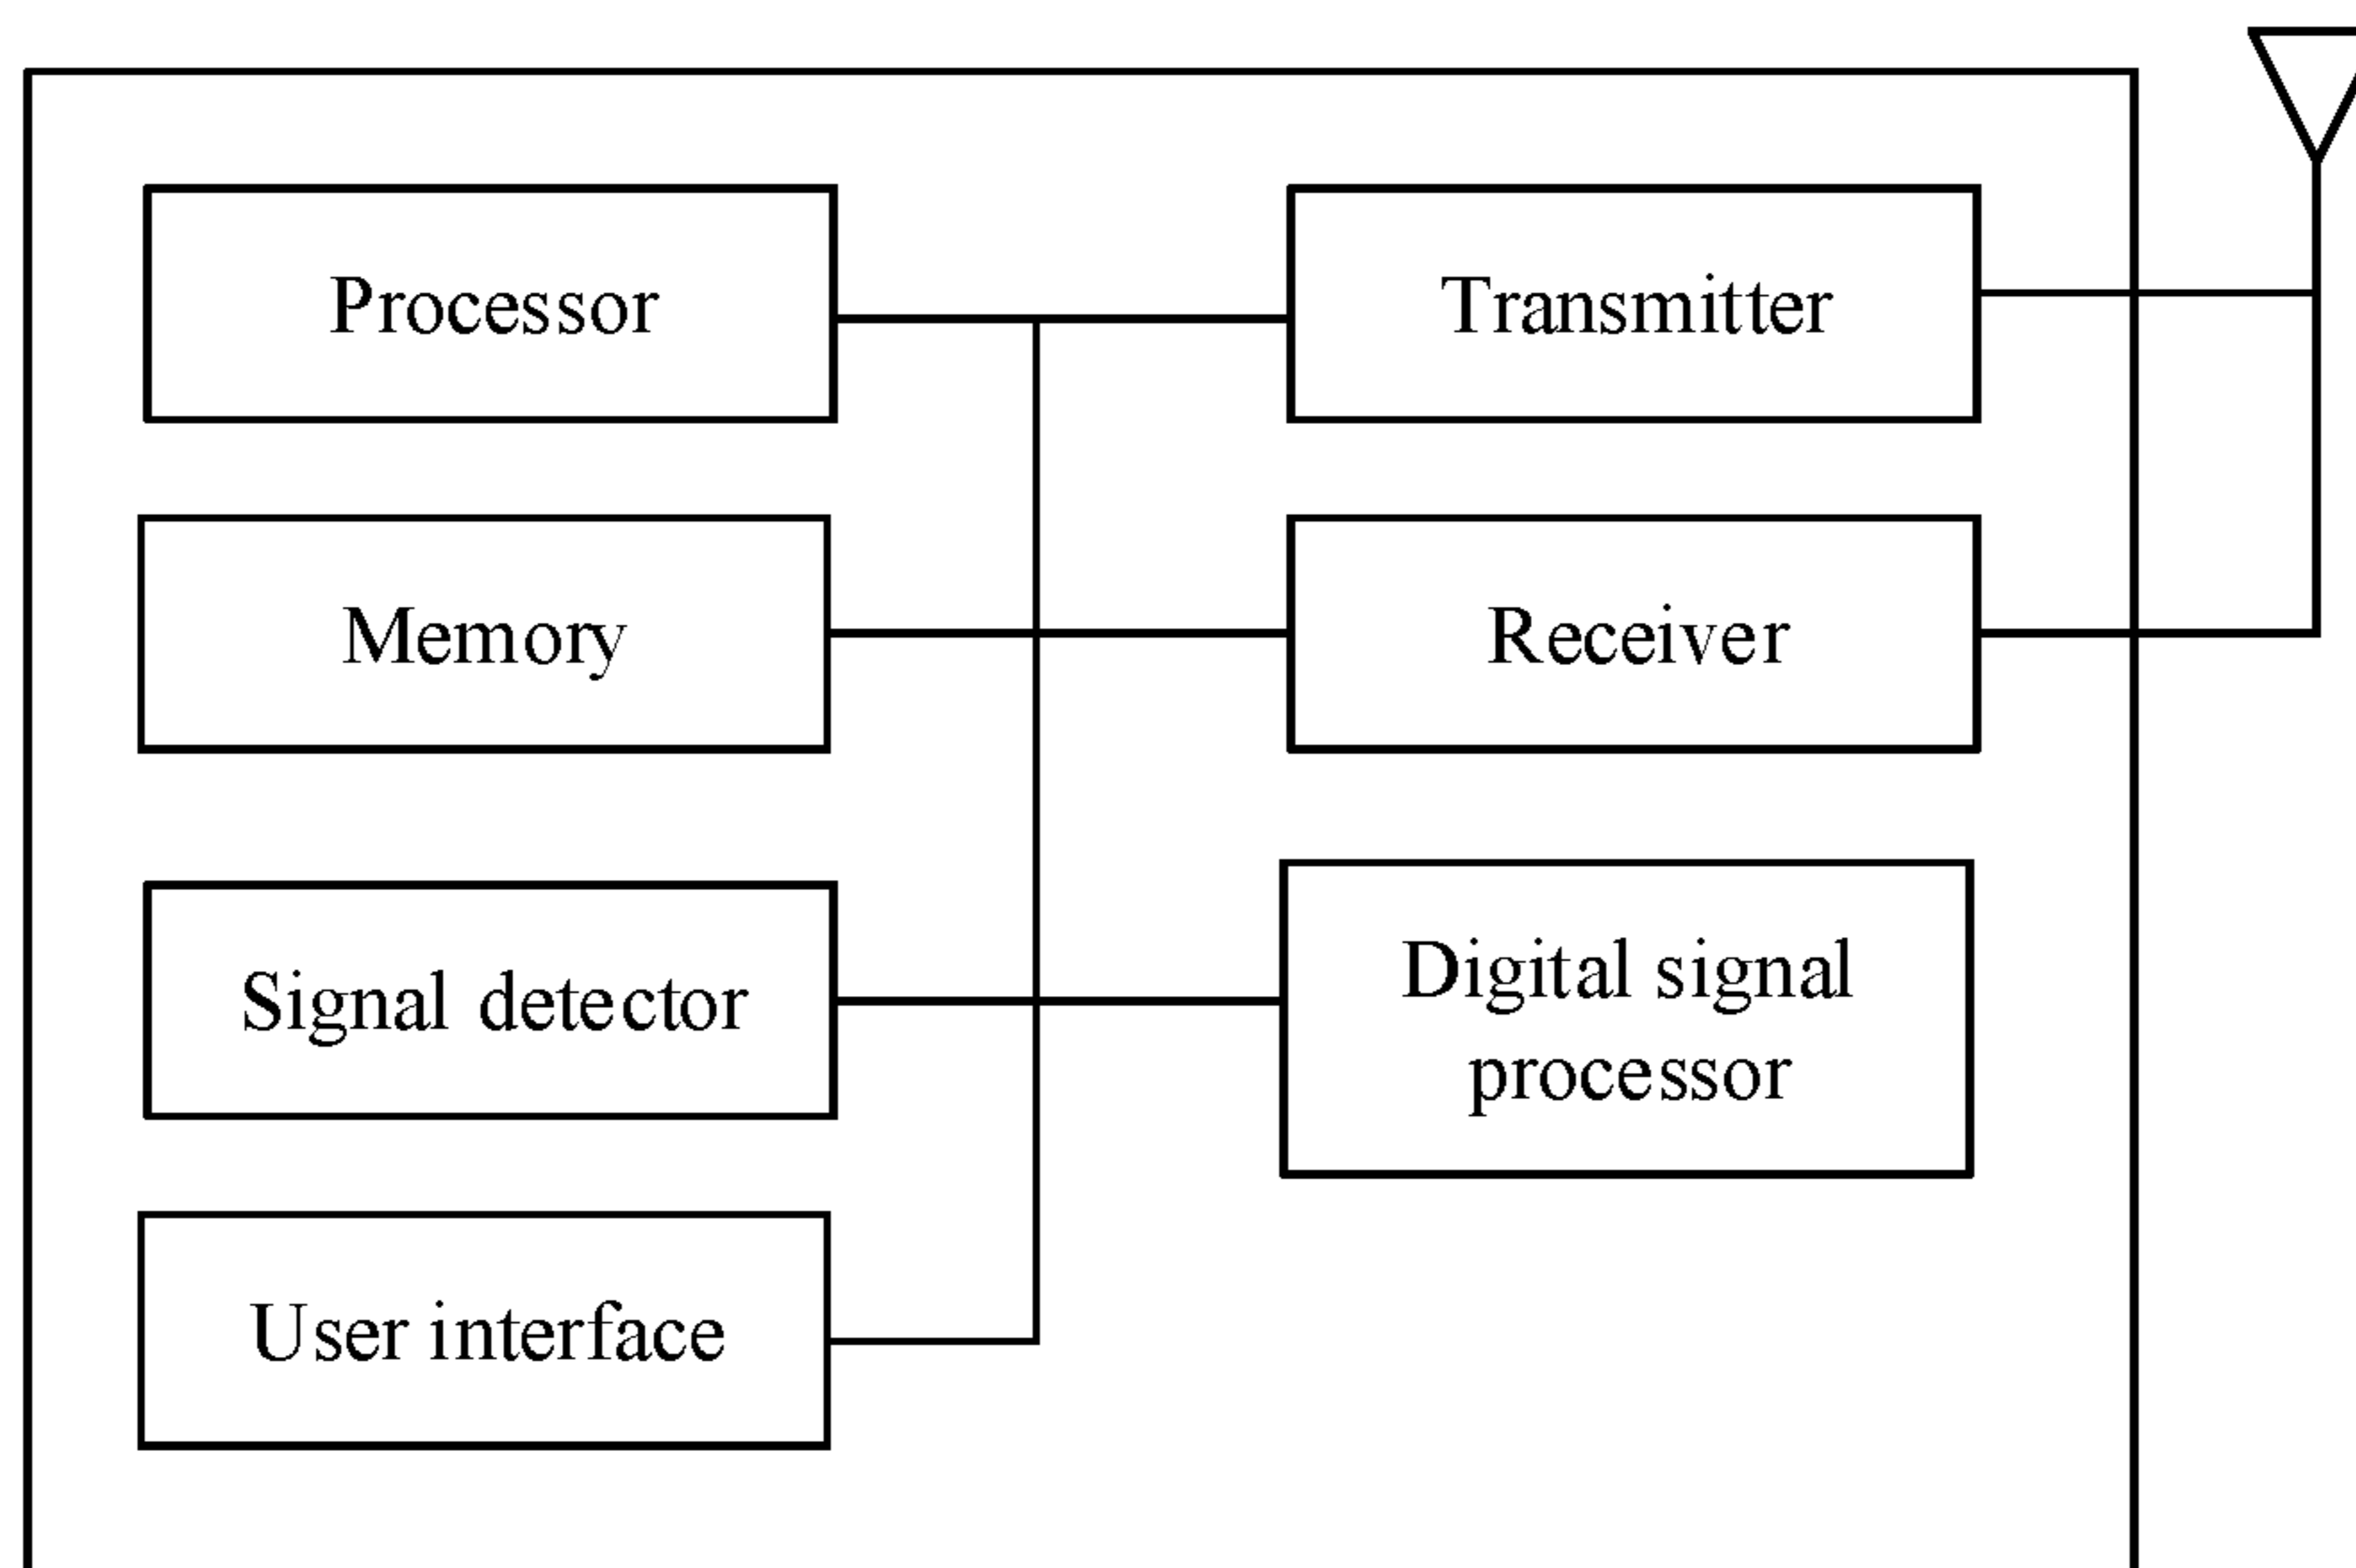 Processor
Transmitter
Memory
Receiver
Signal detector
Digital signal
processor
User interface